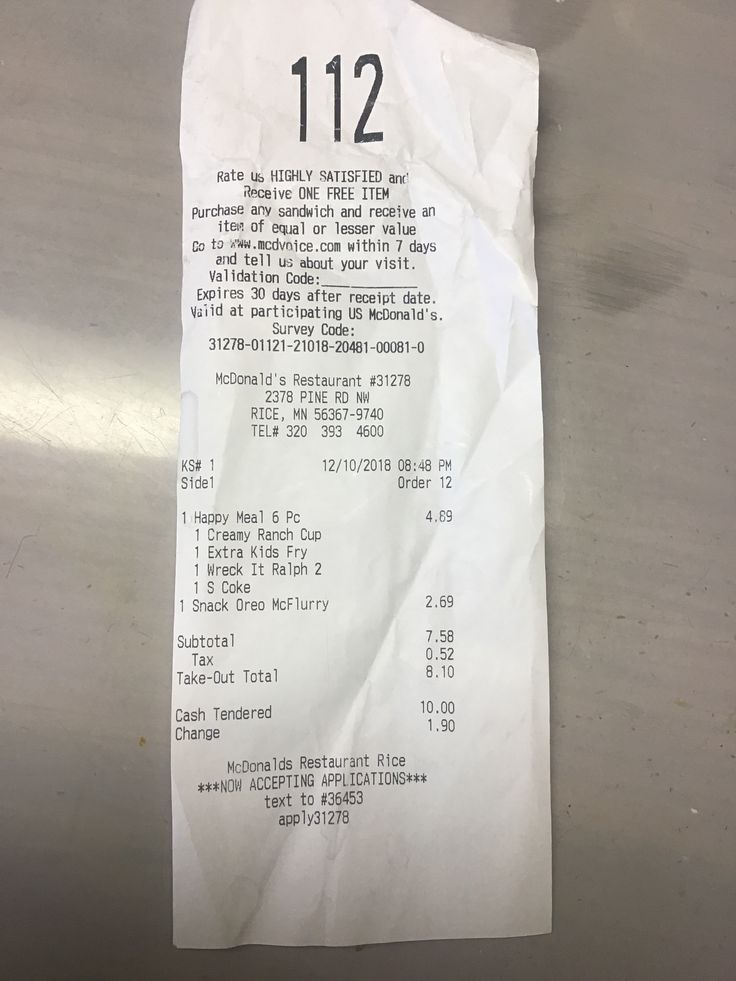 112
Rate us HIGHLY SATISFIED and
Receive ONE FREE ITEM
Purchase any sandwich and receive an
item of equal or lesser value
Go to www.mcdvoice.com within 7 days
and tell us about your visit.
Validation Code:____________
Expires 30 days after receipt date.
Valid at participating US McDonald's.
Survey Code:
31278-01121-21018-20481-00081-0
McDonald's Restaurant #31278
2378 PINE RD NW
RICE, MN 56367-9740
TEL# 320 393 4600
KS# 1 12/10/2018 08:48 PM
Side1 Order 12
1 Happy Meal 6 Pc 4.89
1 Creamy Ranch Cup
1 Extra Kids Fry
1 Wreck It Ralph 2
1 S Coke
1 Snack Oreo McFlurry 2.69
Subtotal 7.58
Tax 0.52
Take-Out Total 8.10
Cash Tendered 10.00
Change 1.90
McDonalds Restaurant Rice
***NOW ACCEPTING APPLICATIONS***
text to #36453
apply31278